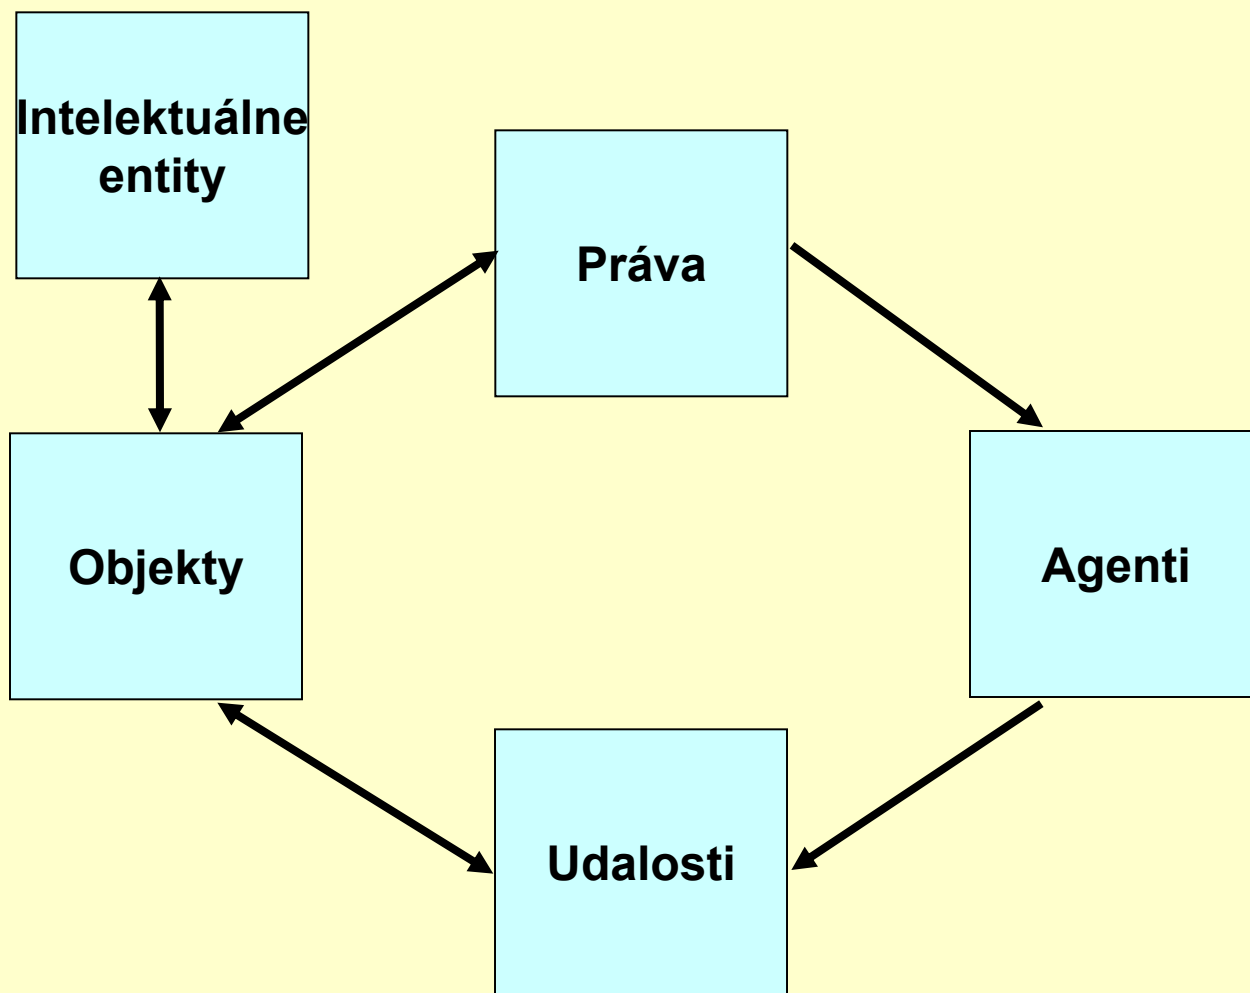 Intelektuálne
entity
Práva
Objekty
Agenti
Udalosti